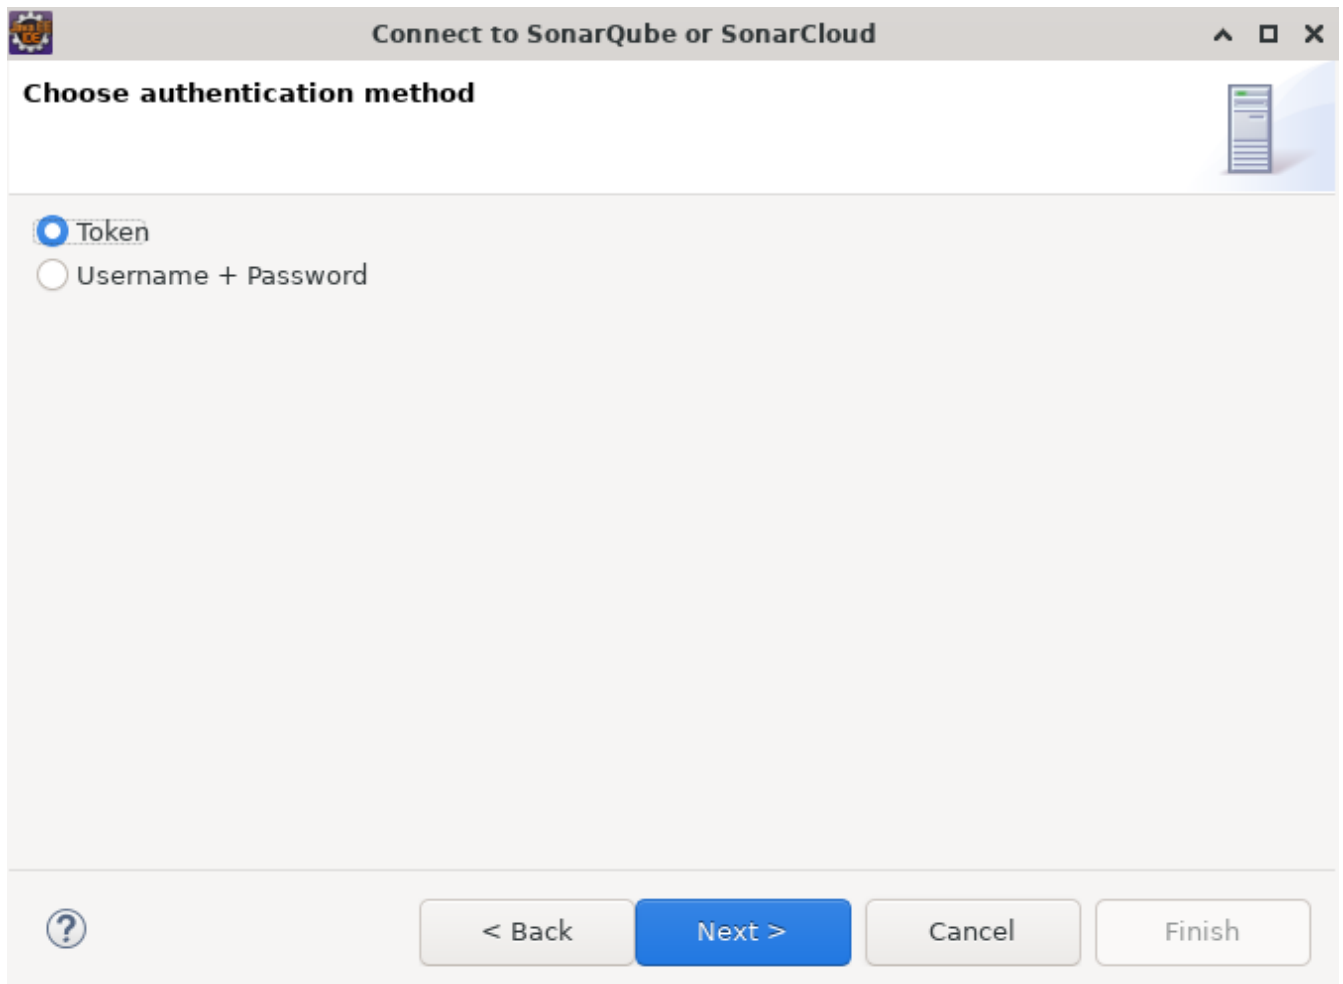 Connect to SonarQube or SonarCloud
Choose authentication method
Token
Username + Password
?
< Back
Next >
Cancel
Finish